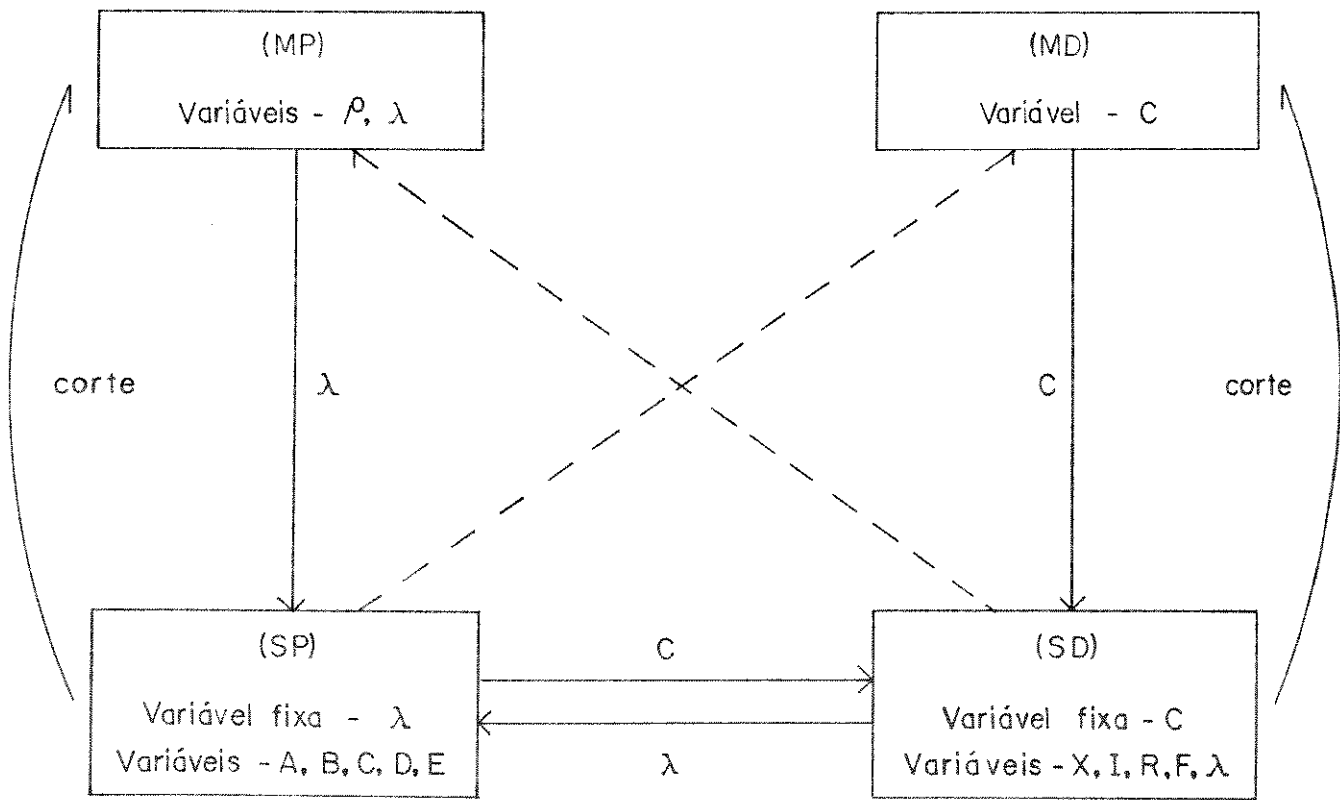 (MP)
Variáveis - ρ, λ
(MD)
Variável - C
corte
λ
C
corte
(SP)
Variável fixa - λ
Variáveis - A, B, C, D, E
C
λ
(SD)
Variável fixa - C
Variáveis - X, I, R, F, λ